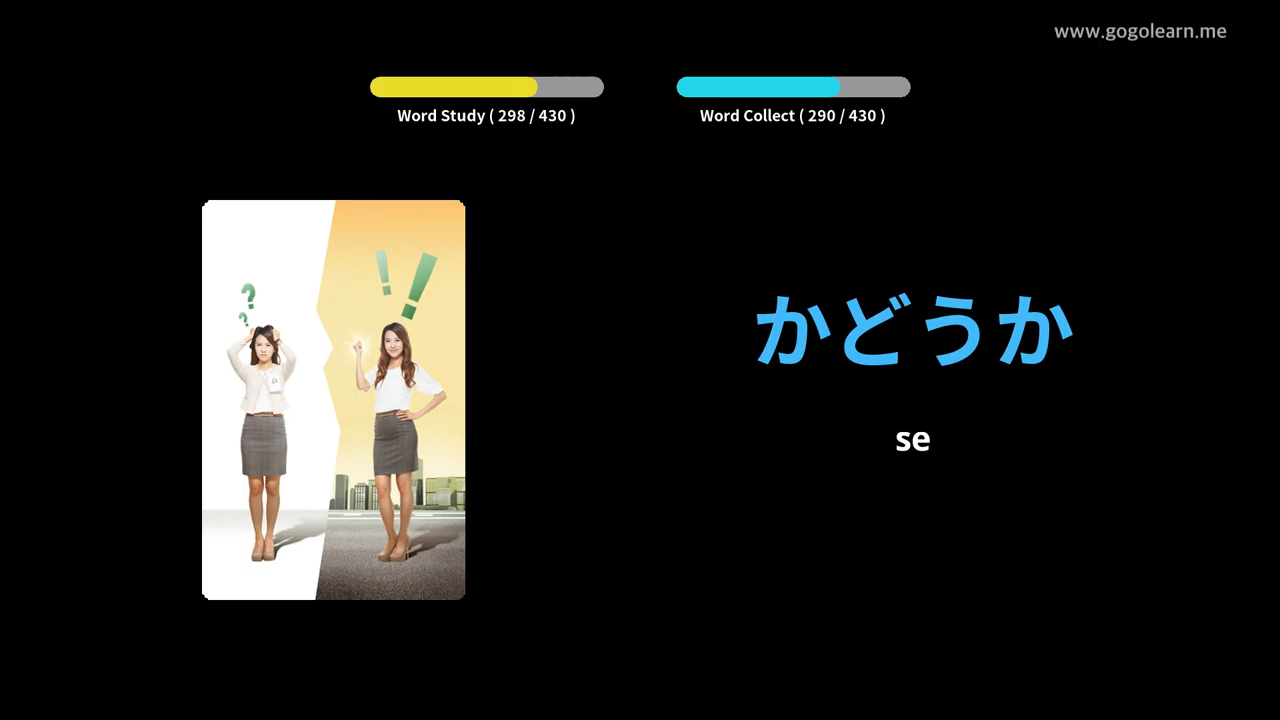 www.gogolearn.me
Word Study ( 298 / 430 )
Word Collect ( 290 / 430 )
? ?
! !
かどうか
se